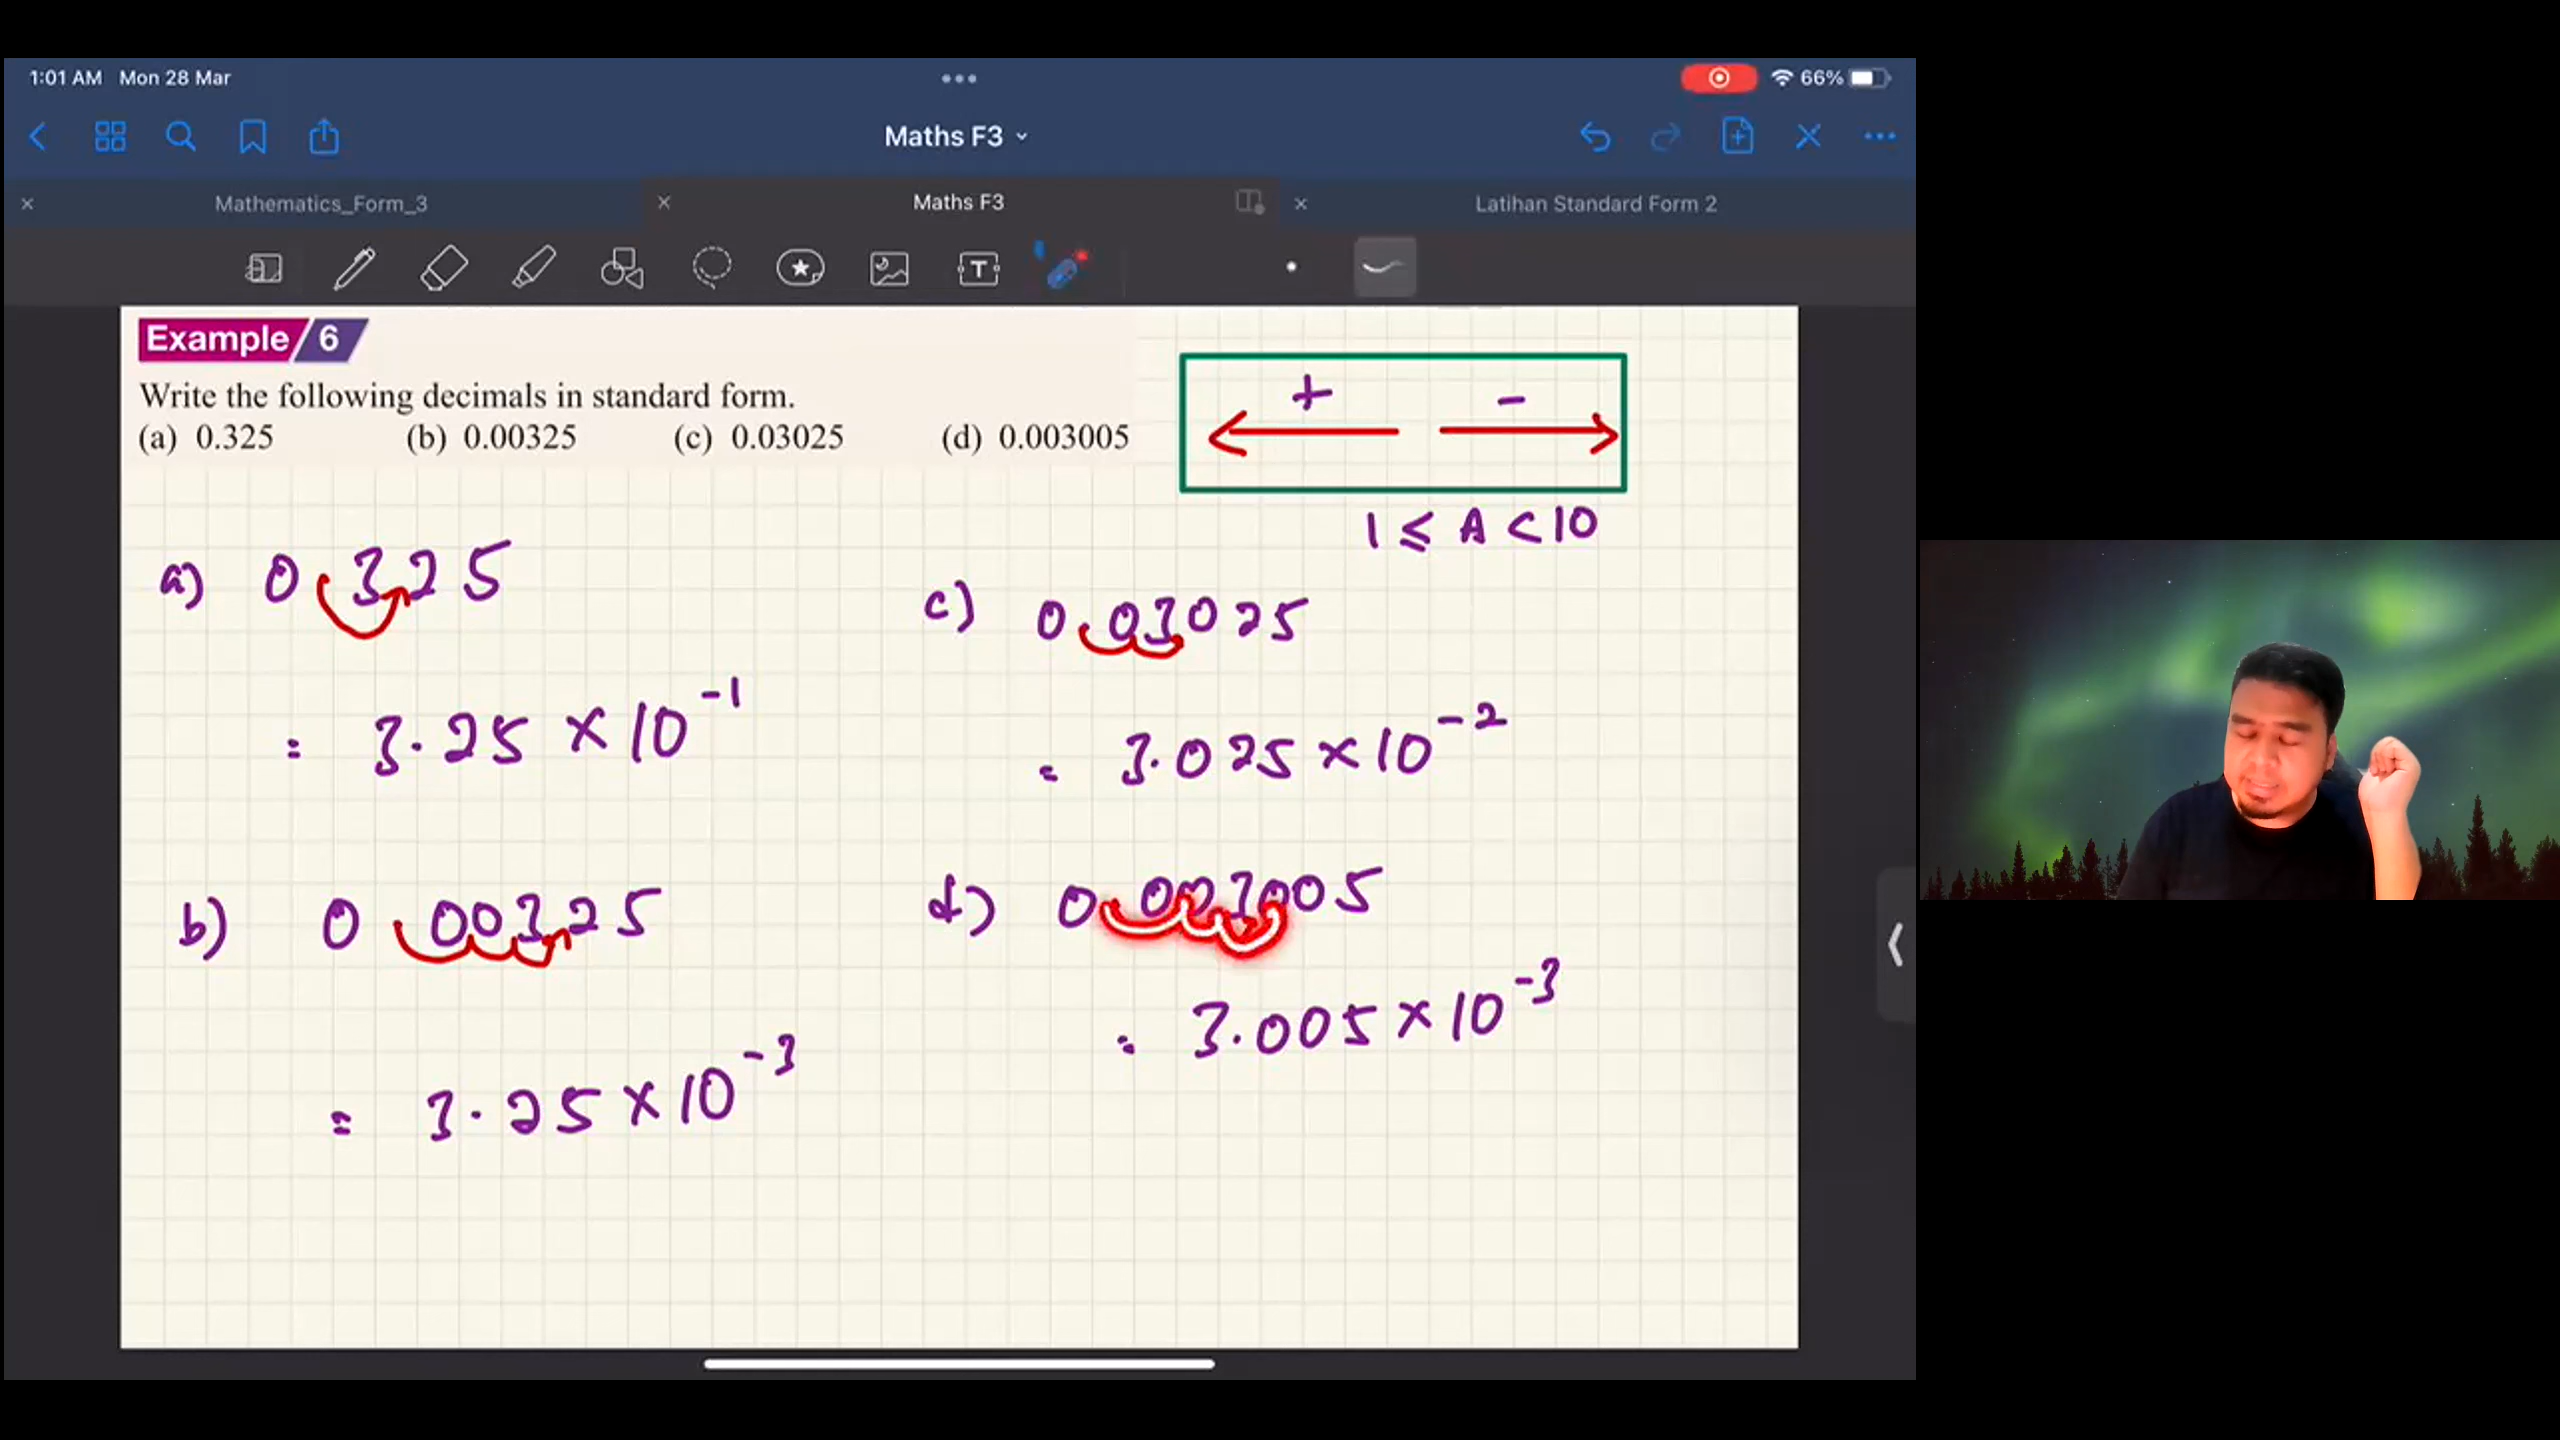 1:01 AM Mon 28 Mar
66%
Maths F3
Mathematics_Form_3
Maths F3
Latihan Standard Form 2
T
Example 6
Write the following decimals in standard form.
(a) 0.325 (b) 0.00325 (c) 0.03025 (d) 0.003005
+ -
1 ≤ A < 10
a) 0 325
= 3.25 × 10^-1
b) 0 00325
= 3.25 × 10^-3
c) 0.03025
= 3.025 × 10^-2
d) 0 003005
= 3.005 × 10^-3